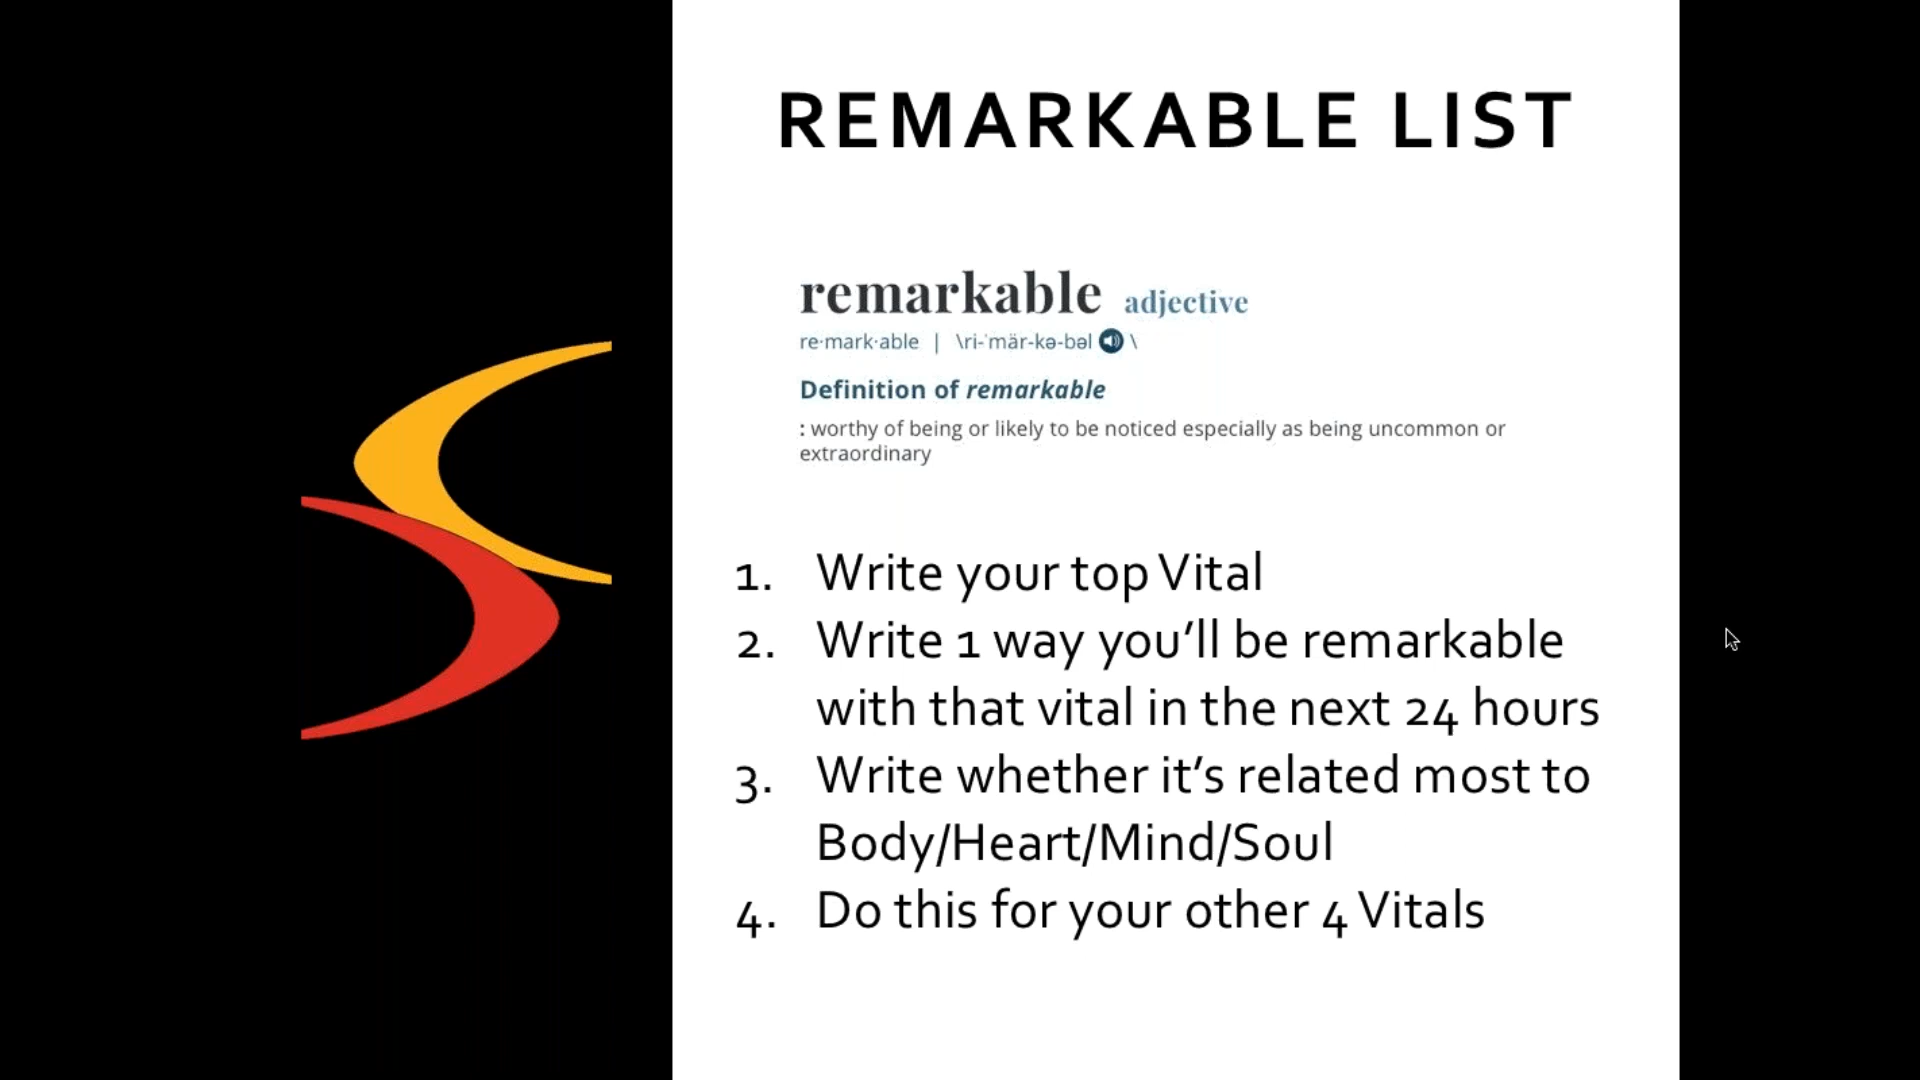 REMARKABLE LIST
remarkable adjective
re·mark·able | \ri-ˈmär-kə-bəl \
Definition of remarkable
: worthy of being or likely to be noticed especially as being uncommon or
extraordinary
1. Write your top Vital
2. Write 1 way you’ll be remarkable
with that vital in the next 24 hours
3. Write whether it’s related most to
Body/Heart/Mind/Soul
4. Do this for your other 4 Vitals